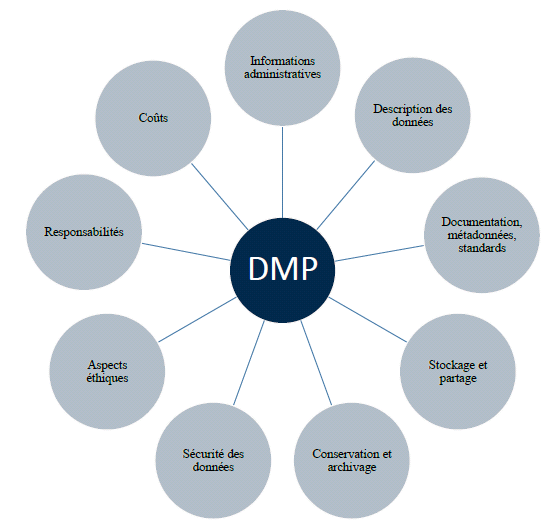 Informations
administratives
Description des
données
Documentation,
métadonnées,
standards
Stockage et
partage
Conservation et
archivage
Sécurité des
données
Aspects
éthiques
Responsabilités
Coûts
DMP